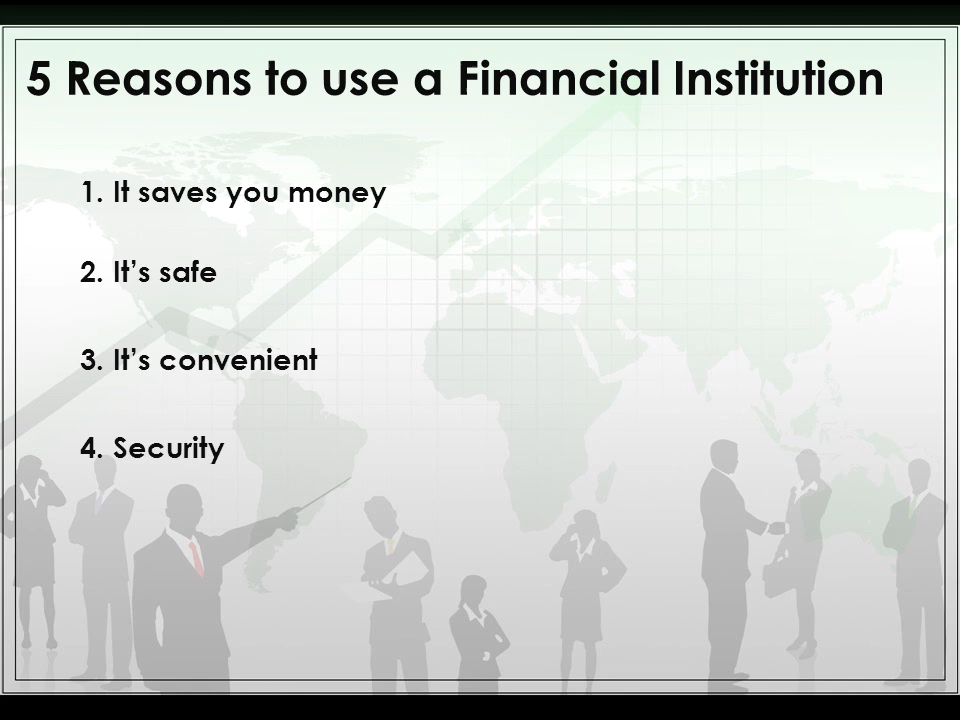 5 Reasons to use a Financial Institution
1. It saves you money
2. It’s safe
3. It’s convenient
4. Security